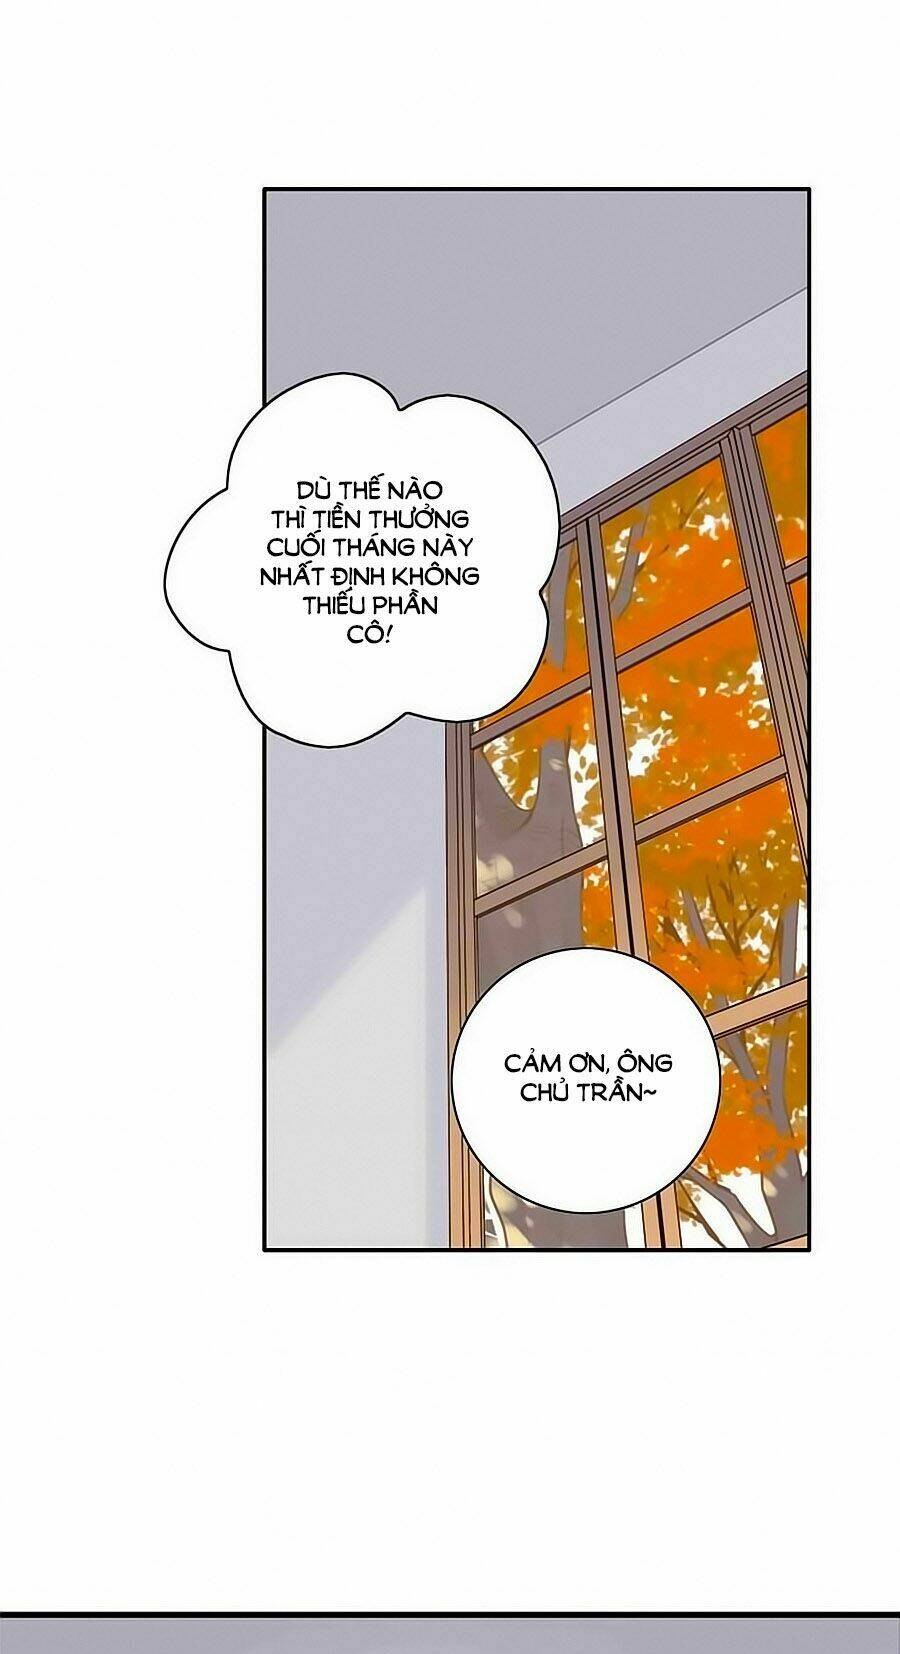 DÙ THẾ NÀO
THÌ TIỀN THƯỞNG
CUỐI THÁNG NÀY
NHẤT ĐỊNH KHÔNG
THIẾU PHẦN
CÔ!
CẢM ƠN, ÔNG
CHỦ TRẦN~